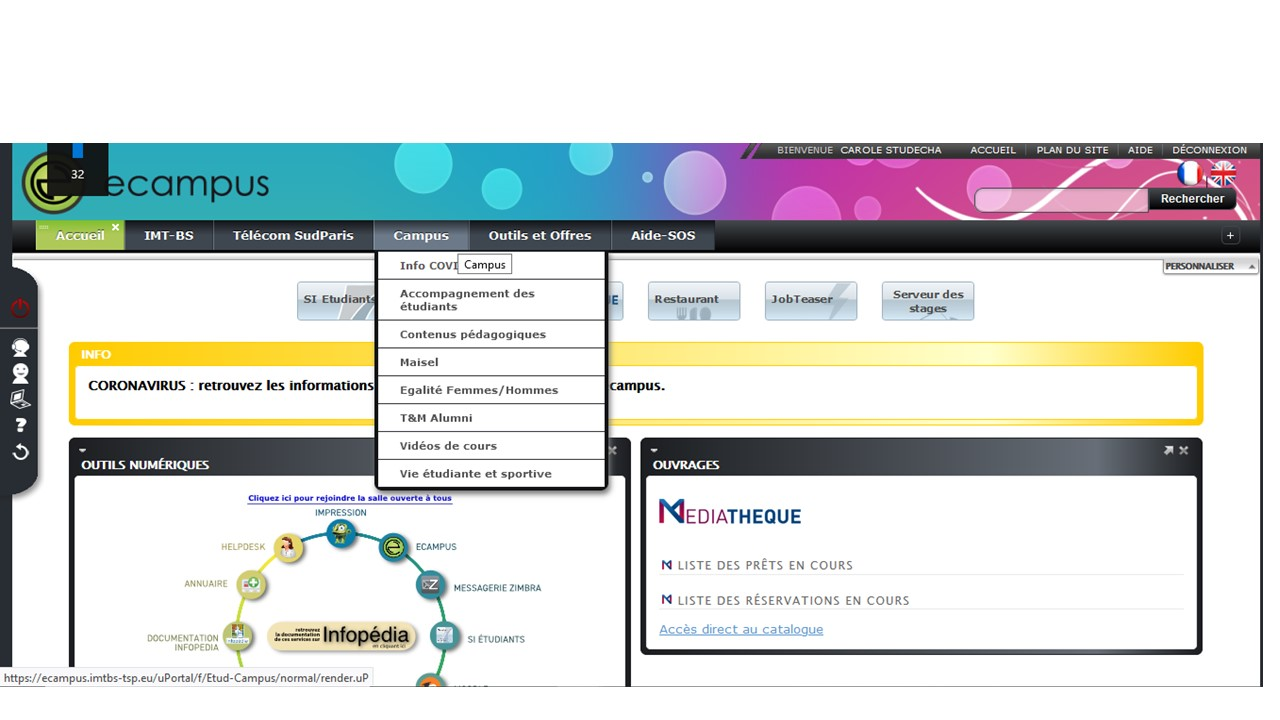 32
ecampus
BIENVENUE CAROLE STUDECHA
ACCUEIL
PLAN DU SITE
AIDE
DÉCONNEXION
Rechercher
Accueil
IMT-BS
Télécom SudParis
Campus
Outils et Offres
Aide-SOS
+
PERSONNALISER
Info COVI
Campus
Accompagnement des
étudiants
Contenus pédagogiques
Maisel
Egalité Femmes/Hommes
T&M Alumni
Vidéos de cours
Vie étudiante et sportive
SI Etudiants
E
Restaurant
JobTeaser
Serveur des
stages
INFO
CORONAVIRUS : retrouvez les informations
campus.
OUTILS NUMÉRIQUES
Cliquez ici pour rejoindre la salle ouverte à tous
IMPRESSION
HELPDESK
ECAMPUS
ANNUAIRE
MESSAGERIE ZIMBRA
DOCUMENTATION
INFOPEDIA
retrouvez
la documentation
de ces services sur
Infopédia
en cliquant ici
SI ÉTUDIANTS
OUVRAGES
MEDIATHEQUE
LISTE DES PRÊTS EN COURS
LISTE DES RÉSERVATIONS EN COURS
Accès direct au catalogue
https://ecampus.imtbs-tsp.eu/uPortal/f/Etud-Campus/normal/render.uP